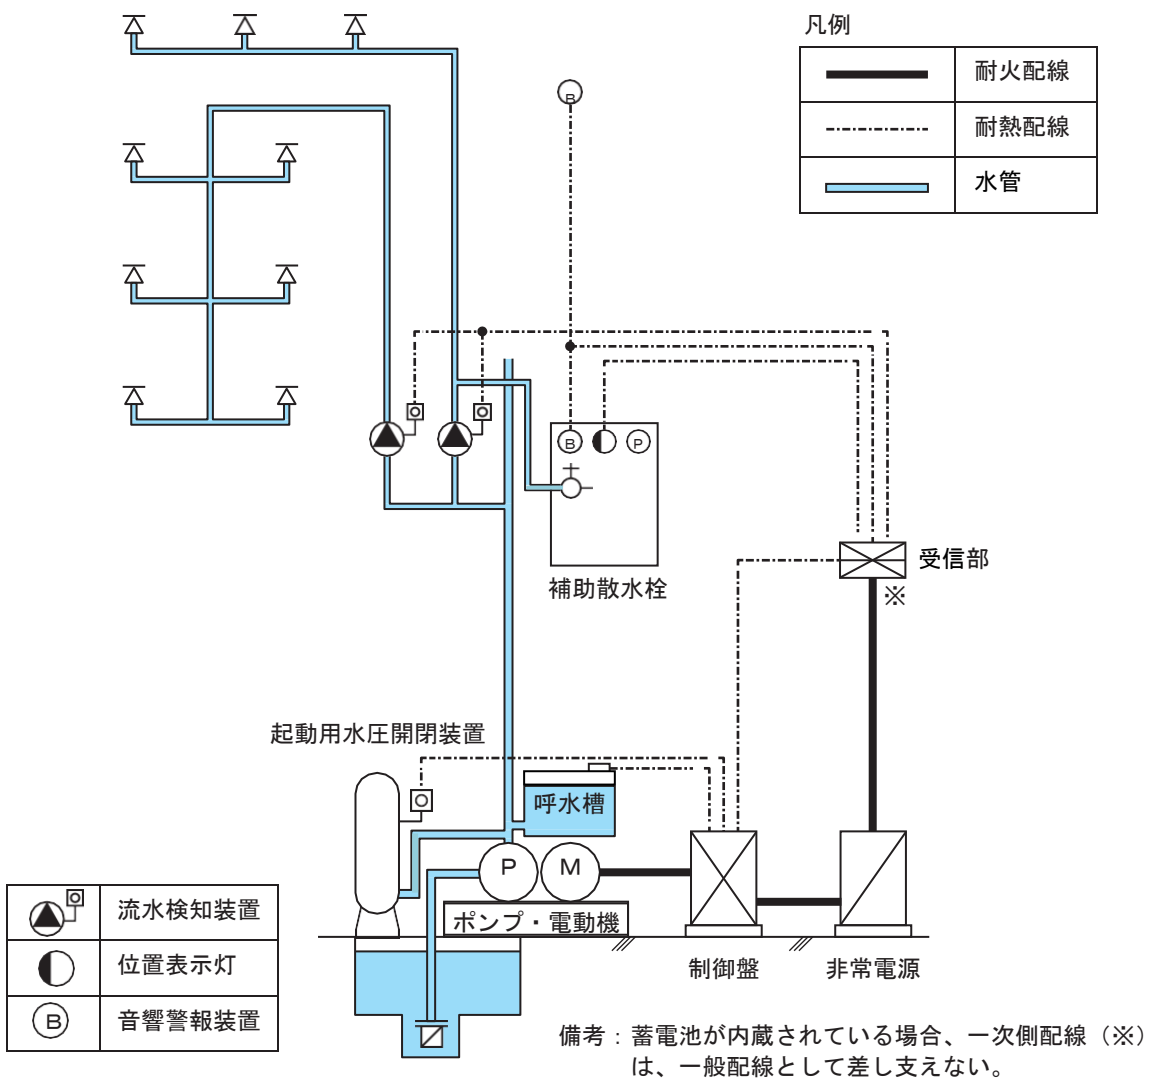 凡例
耐火配線
耐熱配線
水管
B
B
P
補助散水栓
受信部
※
起動用水圧開閉装置
呼水槽
P
M
ポンプ・電動機
制御盤
非常電源
流水検知装置
位置表示灯
B
音響警報装置
備考：蓄電池が内蔵されている場合、一次側配線（※）
は、一般配線として差し支えない。